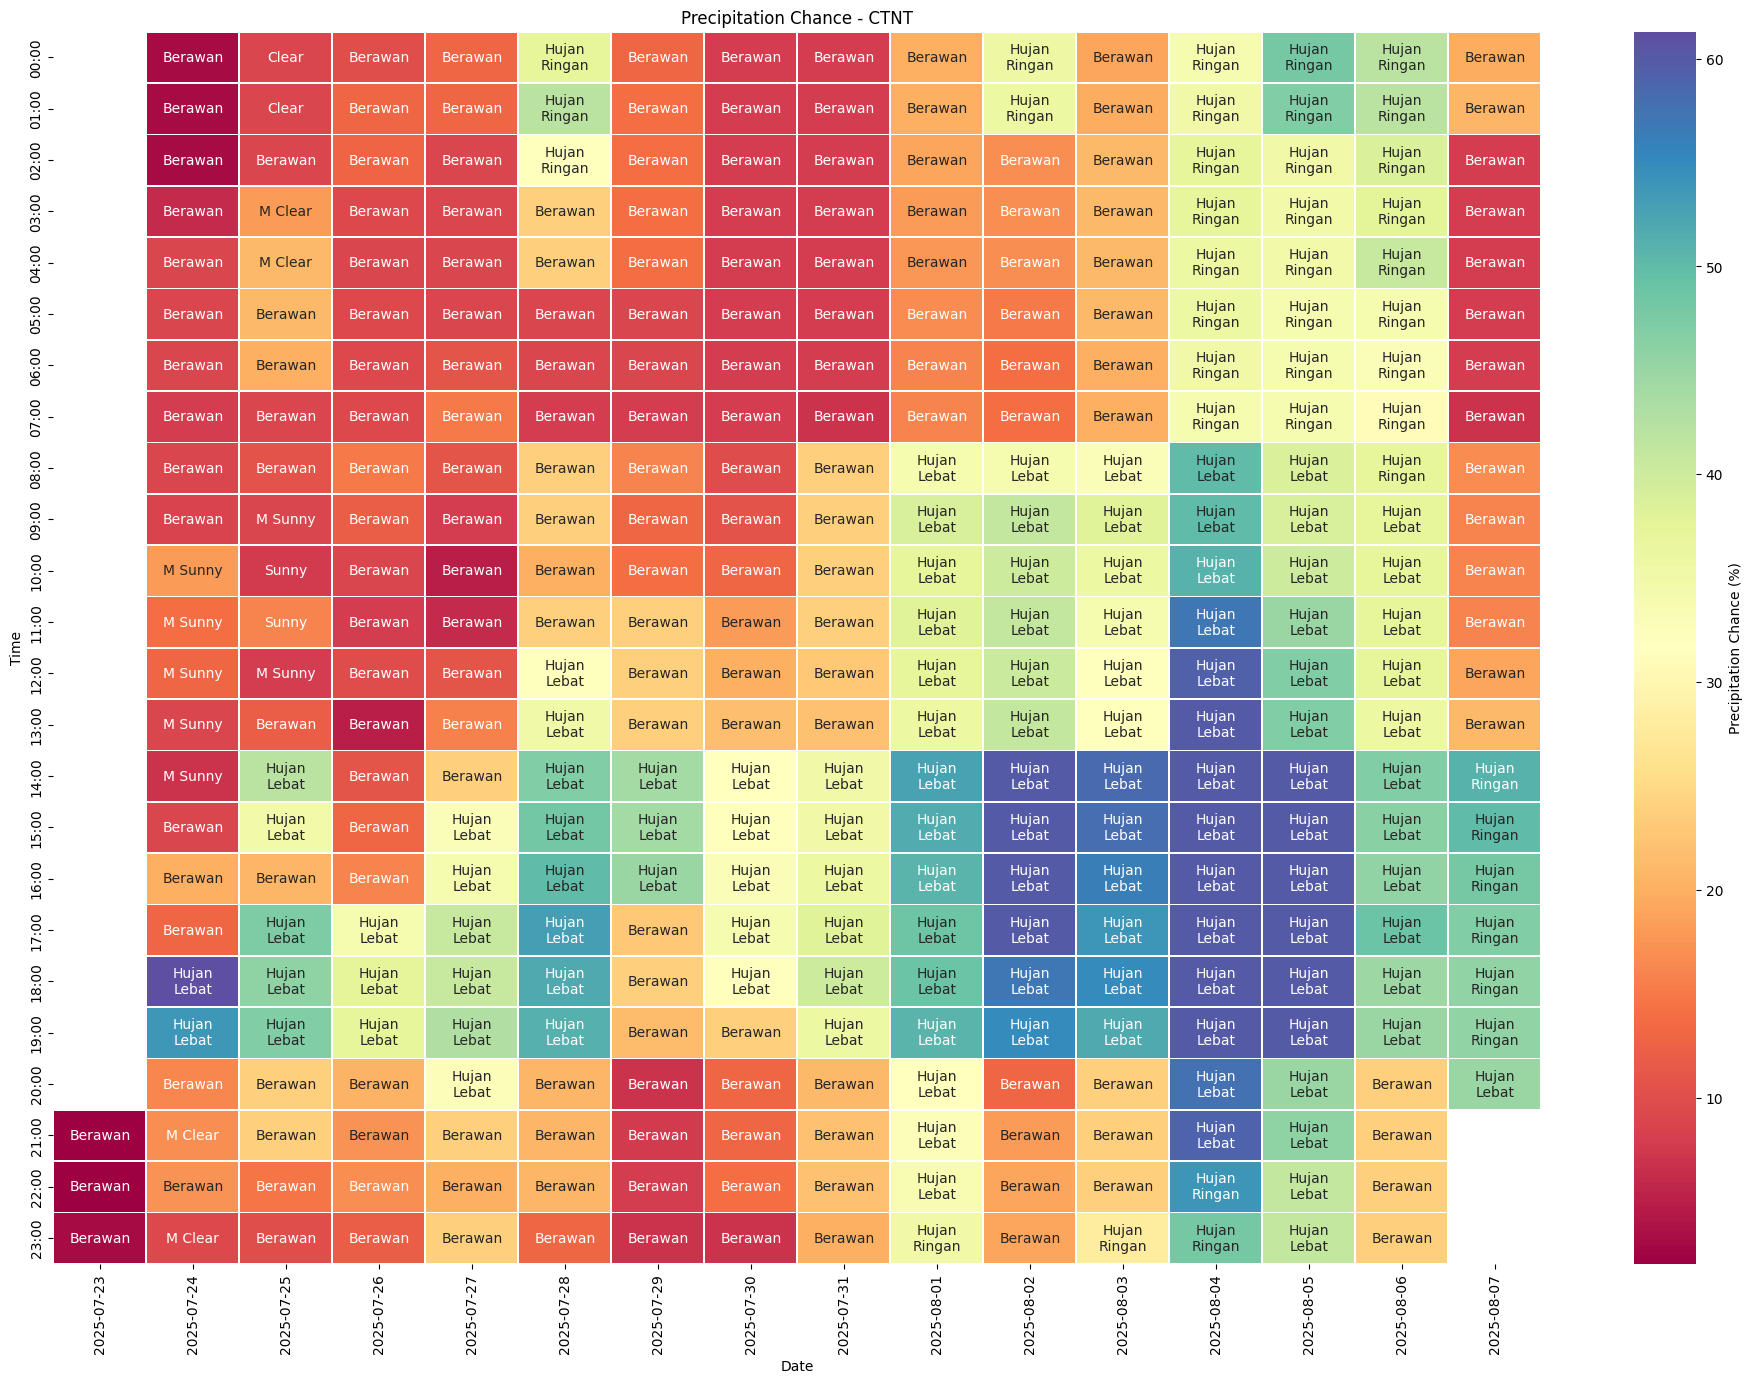 Precipitation Chance - CTNT
00:00 Berawan Clear Berawan Berawan Hujan Ringan Berawan Berawan Berawan Berawan Hujan Ringan Berawan Hujan Ringan Hujan Ringan Hujan Ringan Berawan
01:00 Berawan Clear Berawan Berawan Hujan Ringan Berawan Berawan Berawan Berawan Hujan Ringan Berawan Hujan Ringan Hujan Ringan Hujan Ringan Berawan
02:00 Berawan Berawan Berawan Berawan Hujan Ringan Berawan Berawan Berawan Berawan Berawan Berawan Hujan Ringan Hujan Ringan Hujan Ringan Berawan
03:00 Berawan M Clear Berawan Berawan Berawan Berawan Berawan Berawan Berawan Berawan Berawan Hujan Ringan Hujan Ringan Hujan Ringan Berawan
04:00 Berawan M Clear Berawan Berawan Berawan Berawan Berawan Berawan Berawan Berawan Berawan Hujan Ringan Hujan Ringan Hujan Ringan Berawan
05:00 Berawan Berawan Berawan Berawan Berawan Berawan Berawan Berawan Berawan Berawan Berawan Hujan Ringan Hujan Ringan Hujan Ringan Berawan
06:00 Berawan Berawan Berawan Berawan Berawan Berawan Berawan Berawan Berawan Berawan Berawan Hujan Ringan Hujan Ringan Hujan Ringan Berawan
07:00 Berawan Berawan Berawan Berawan Berawan Berawan Berawan Berawan Berawan Berawan Berawan Hujan Ringan Hujan Ringan Hujan Ringan Berawan
08:00 Berawan Berawan Berawan Berawan Berawan Berawan Berawan Berawan Hujan Lebat Hujan Lebat Hujan Lebat Hujan Lebat Hujan Lebat Hujan Ringan Berawan
09:00 Berawan M Sunny Berawan Berawan Berawan Berawan Berawan Berawan Hujan Lebat Hujan Lebat Hujan Lebat Hujan Lebat Hujan Lebat Hujan Lebat Berawan
10:00 M Sunny Sunny Berawan Berawan Berawan Berawan Berawan Berawan Hujan Lebat Hujan Lebat Hujan Lebat Hujan Lebat Hujan Lebat Hujan Lebat Berawan
11:00 M Sunny Sunny Berawan Berawan Berawan Berawan Berawan Berawan Hujan Lebat Hujan Lebat Hujan Lebat Hujan Lebat Hujan Lebat Hujan Lebat Berawan
12:00 M Sunny M Sunny Berawan Berawan Hujan Lebat Berawan Berawan Berawan Hujan Lebat Hujan Lebat Hujan Lebat Hujan Lebat Hujan Lebat Hujan Lebat Berawan
13:00 M Sunny Berawan Berawan Berawan Hujan Lebat Berawan Berawan Berawan Hujan Lebat Hujan Lebat Hujan Lebat Hujan Lebat Hujan Lebat Hujan Lebat Berawan
14:00 M Sunny Hujan Lebat Berawan Berawan Hujan Lebat Hujan Lebat Hujan Lebat Hujan Lebat Hujan Lebat Hujan Lebat Hujan Lebat Hujan Lebat Hujan Lebat Hujan Lebat Hujan Ringan
15:00 Berawan Hujan Lebat Berawan Hujan Lebat Hujan Lebat Hujan Lebat Hujan Lebat Hujan Lebat Hujan Lebat Hujan Lebat Hujan Lebat Hujan Lebat Hujan Lebat Hujan Lebat Hujan Ringan
16:00 Berawan Berawan Berawan Hujan Lebat Hujan Lebat Hujan Lebat Hujan Lebat Hujan Lebat Hujan Lebat Hujan Lebat Hujan Lebat Hujan Lebat Hujan Lebat Hujan Lebat Hujan Ringan
17:00 Berawan Hujan Lebat Hujan Lebat Hujan Lebat Hujan Lebat Berawan Hujan Lebat Hujan Lebat Hujan Lebat Hujan Lebat Hujan Lebat Hujan Lebat Hujan Lebat Hujan Lebat Hujan Ringan
18:00 Hujan Lebat Hujan Lebat Hujan Lebat Hujan Lebat Hujan Lebat Berawan Hujan Lebat Hujan Lebat Hujan Lebat Hujan Lebat Hujan Lebat Hujan Lebat Hujan Lebat Hujan Lebat Hujan Ringan
19:00 Hujan Lebat Hujan Lebat Hujan Lebat Hujan Lebat Hujan Lebat Berawan Berawan Hujan Lebat Hujan Lebat Hujan Lebat Hujan Lebat Hujan Lebat Hujan Lebat Hujan Lebat Hujan Ringan
20:00 Berawan Berawan Berawan Hujan Lebat Berawan Berawan Berawan Berawan Hujan Lebat Berawan Berawan Hujan Lebat Hujan Lebat Berawan Hujan Lebat
21:00 Berawan M Clear Berawan Berawan Berawan Berawan Berawan Berawan Berawan Hujan Lebat Berawan Berawan Hujan Lebat Hujan Lebat Berawan
22:00 Berawan Berawan Berawan Berawan Berawan Berawan Berawan Berawan Berawan Hujan Lebat Berawan Berawan Hujan Ringan Hujan Lebat Berawan
23:00 Berawan M Clear Berawan Berawan Berawan Berawan Berawan Berawan Berawan Hujan Ringan Berawan Hujan Ringan Hujan Ringan Hujan Lebat Berawan
Time
2025-07-23 2025-07-24 2025-07-25 2025-07-26 2025-07-27 2025-07-28 2025-07-29 2025-07-30 2025-07-31 2025-08-01 2025-08-02 2025-08-03 2025-08-04 2025-08-05 2025-08-06 2025-08-07
Date
60
50
40
30
20
10
Precipitation Chance (%)